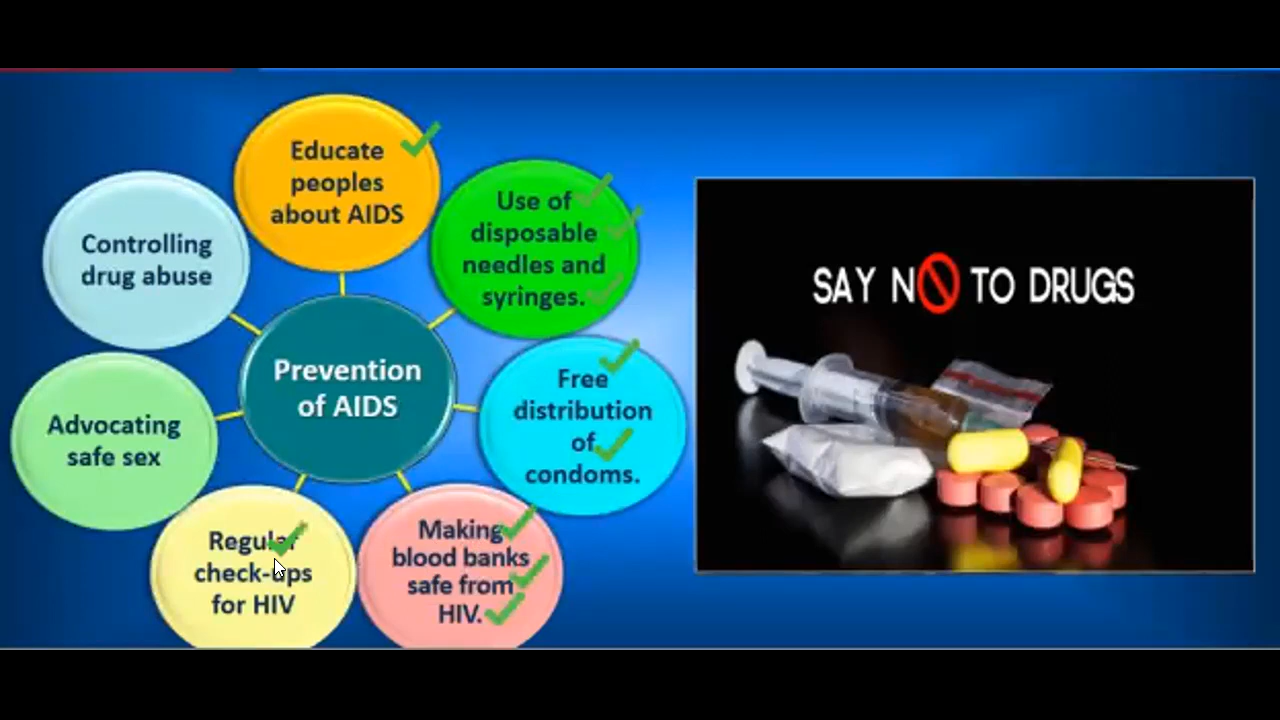 Educate
peoples
about AIDS
Use of
disposable
needles and
syringes.
Free
distribution
of
condoms.
Making
blood banks
safe from
HIV.
Regular
check-ups
for HIV
Advocating
safe sex
Controlling
drug abuse
Prevention
of AIDS
SAY NO TO DRUGS